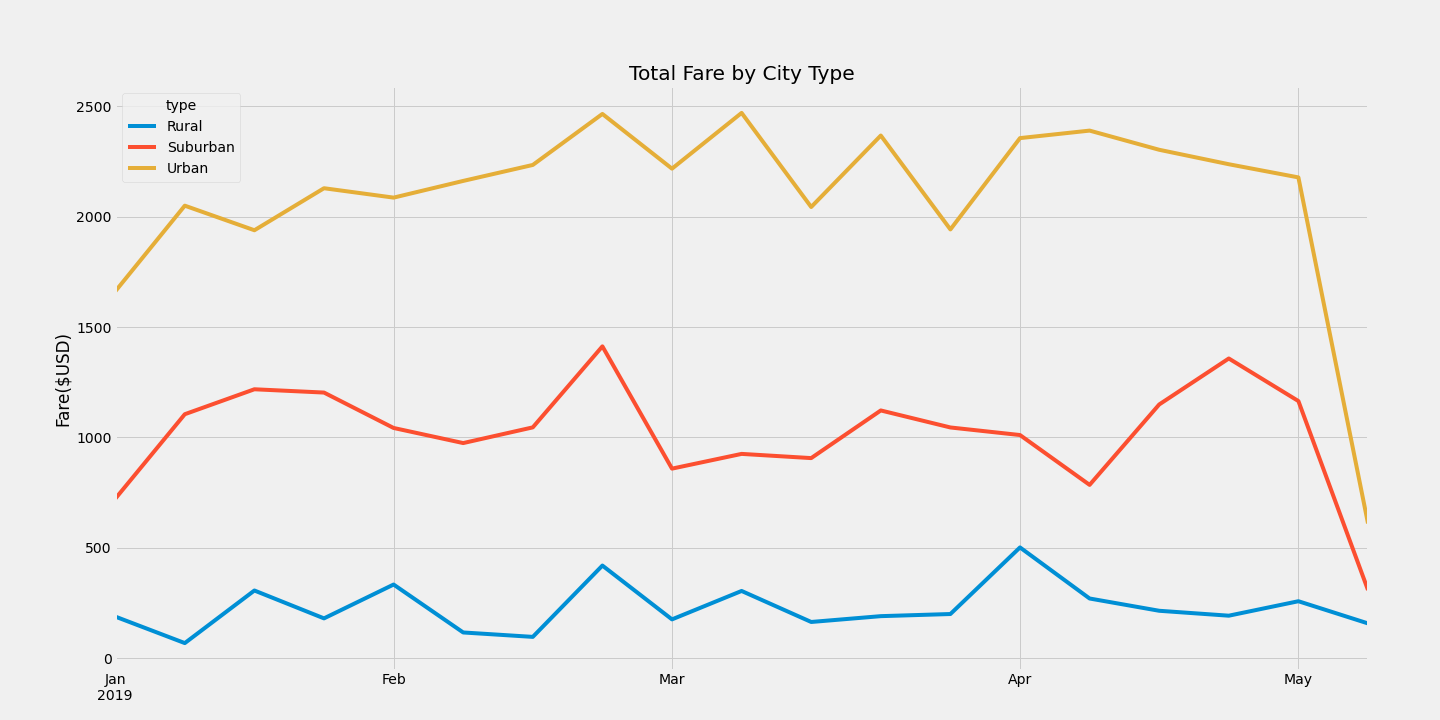 Total Fare by City Type
type
Rural
Suburban
Urban
Fare($USD)
2500
2000
1500
1000
500
0
Jan Feb Mar Apr May
2019